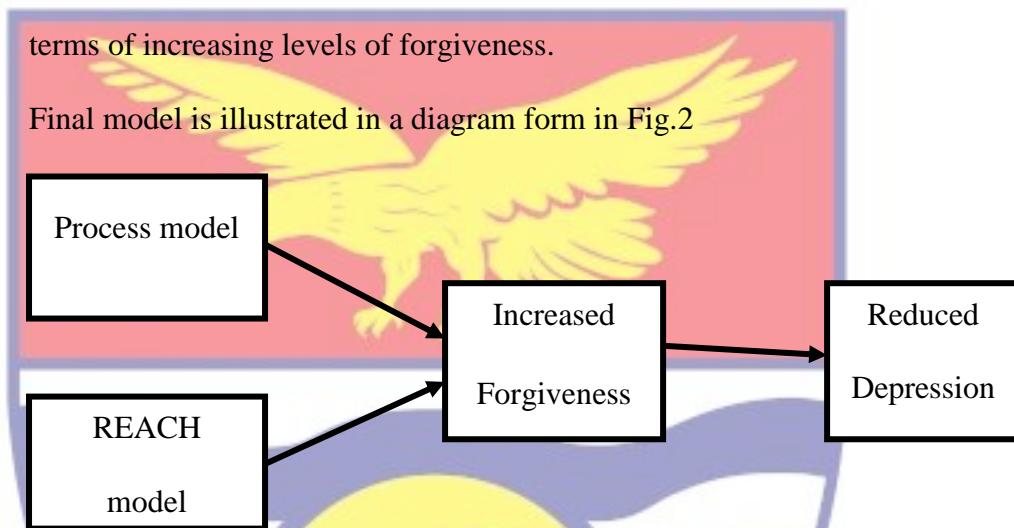 terms of increasing levels of forgiveness.
Final model is illustrated in a diagram form in Fig.2
Process model
Increased
Forgiveness
Reduced
Depression
REACH
model